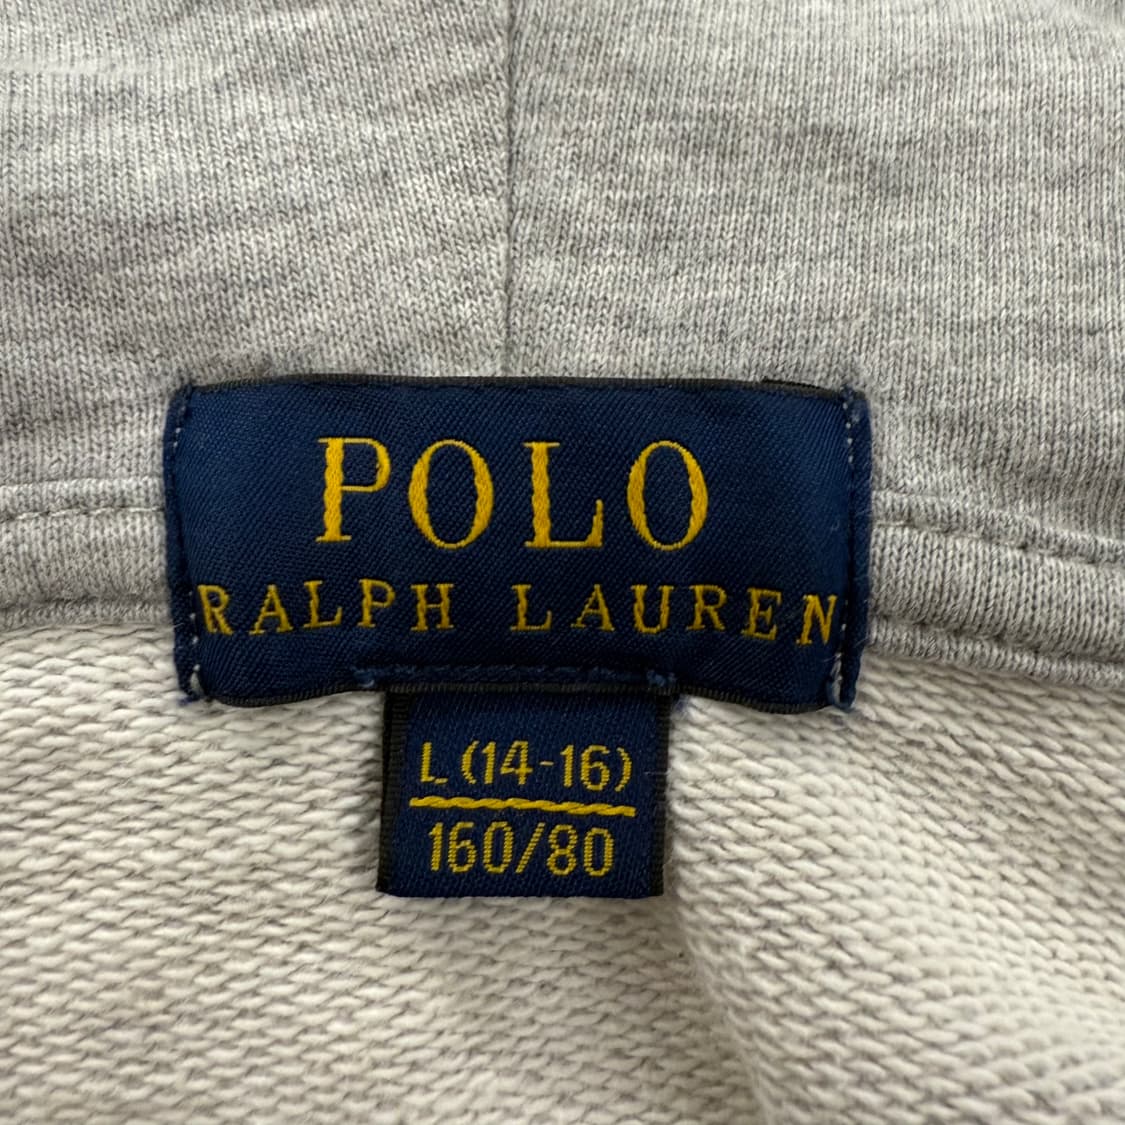 POLO
RALPH LAUREN
L (14-16)
160/80